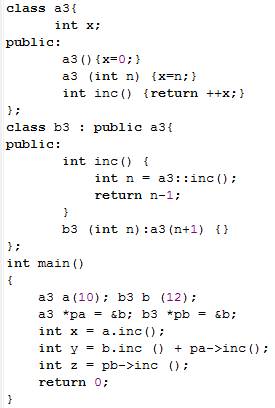 class a3{
int x;
public:
a3(){x=0;}
a3 (int n) {x=n;}
int inc() {return ++x;}
};
class b3 : public a3{
public:
int inc() {
int n = a3::inc();
return n-1;
}
b3 (int n):a3(n+1) {}
};
int main()
{
a3 a(10); b3 b (12);
a3 *pa = &b; b3 *pb = &b;
int x = a.inc();
int y = b.inc () + pa->inc();
int z = pb->inc ();
return 0;
}